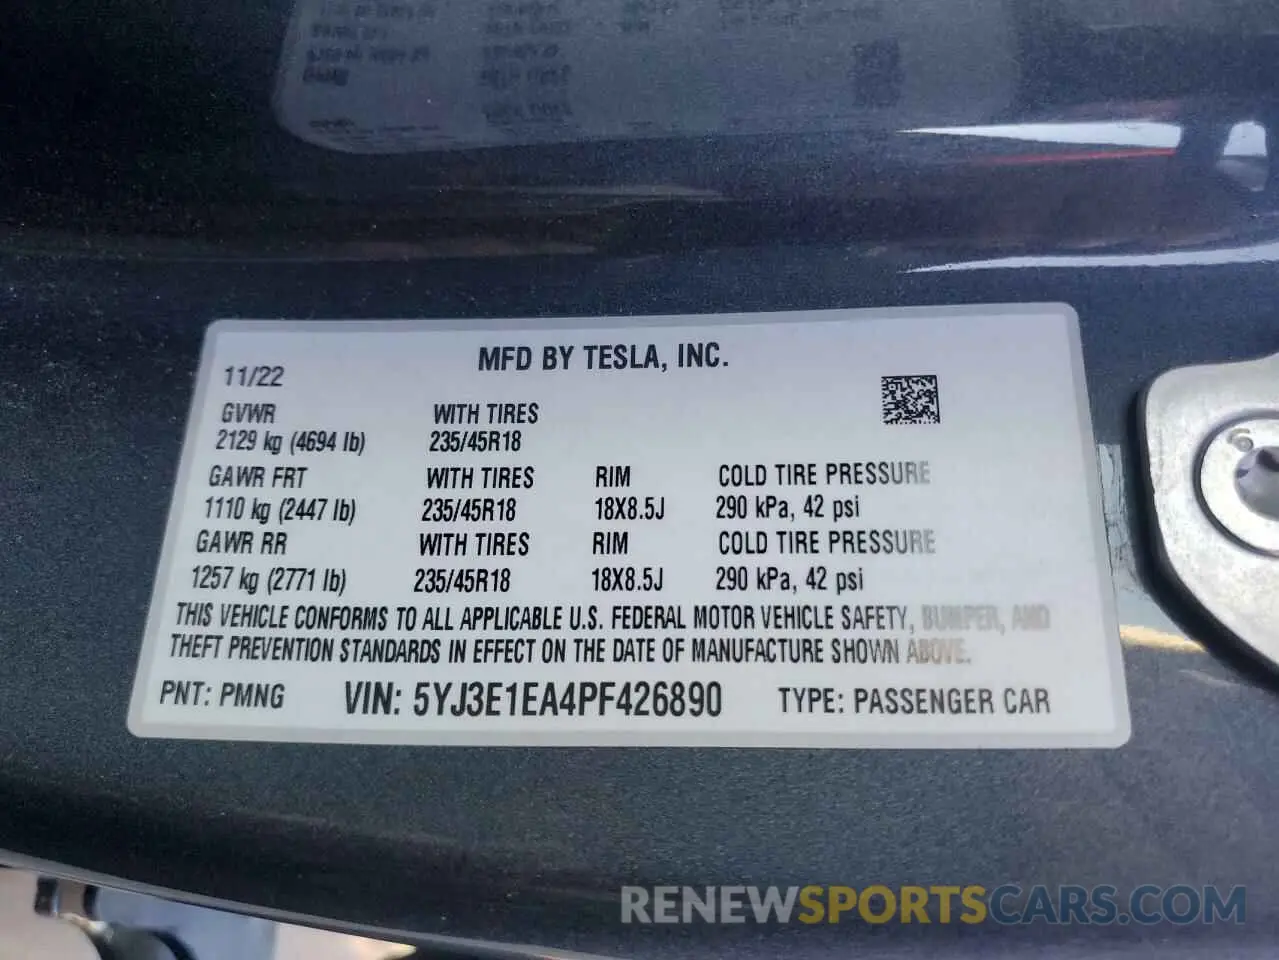 MFD BY TESLA, INC.
11/22
GVWR WITH TIRES
2129 kg (4694 lb) 235/45R18
GAWR FRT WITH TIRES RIM COLD TIRE PRESSURE
1110 kg (2447 lb) 235/45R18 18X8.5J 290 kPa, 42 psi
GAWR RR WITH TIRES RIM COLD TIRE PRESSURE
1257 kg (2771 lb) 235/45R18 18X8.5J 290 kPa, 42 psi
THIS VEHICLE CONFORMS TO ALL APPLICABLE U.S. FEDERAL MOTOR VEHICLE SAFETY, BUMPER, AND
THEFT PREVENTION STANDARDS IN EFFECT ON THE DATE OF MANUFACTURE SHOWN ABOVE.
PNT: PMNG VIN: 5YJ3E1EA4PF426890 TYPE: PASSENGER CAR
RENEWSPORTSCARS.COM